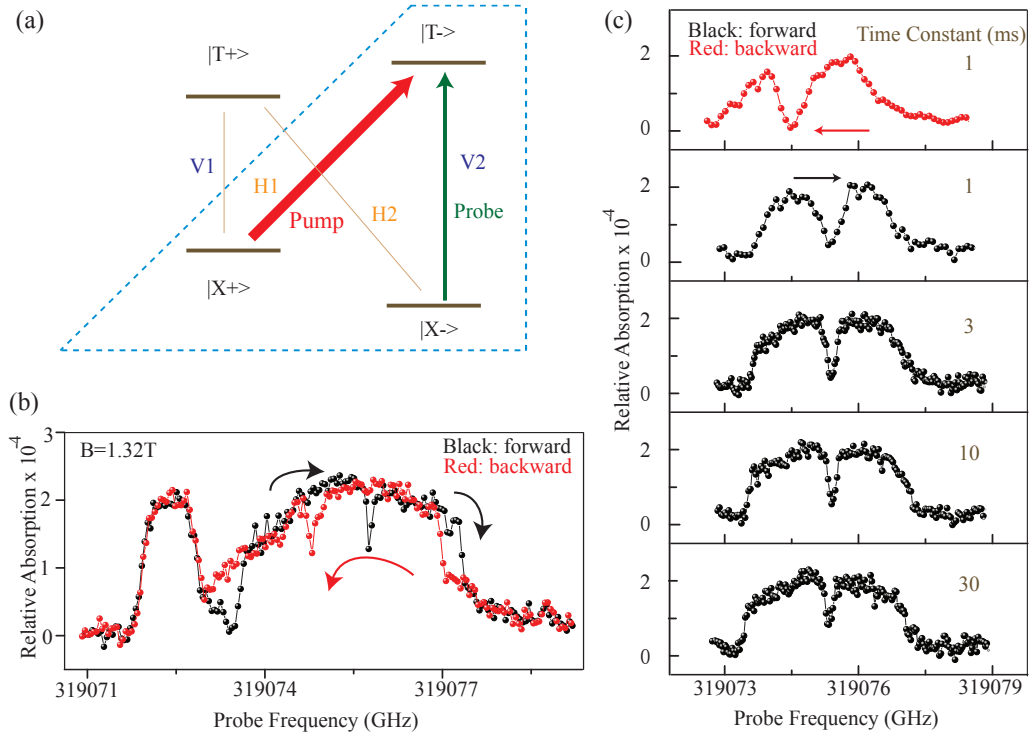 (a)
|T+>
|T->
V1
H1
Pump
H2
V2
Probe
|X+>
|X->
(b)
B=1.32T
Black: forward
Red: backward
Relative Absorption x 10^-4
3
2
1
0
319071
319074
319077
Probe Frequency (GHz)
(c)
Black: forward
Red: backward
Time Constant (ms)
1
2
0
1
2
0
3
2
0
10
2
0
30
2
0
Relative Absorption x 10^-4
319073
319076
319079
Probe Frequency (GHz)